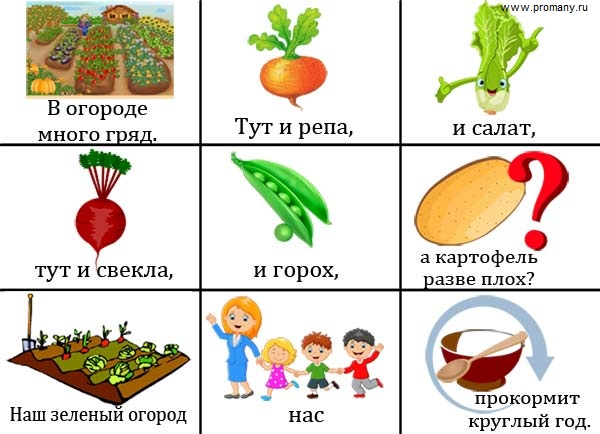 www.promany.ru
В огороде
много гряд.
Тут и репа,
и салат,
тут и свекла,
и горох,
а картофель
разве плох?
Наш зеленый огород
нас
прокормит
круглый год.